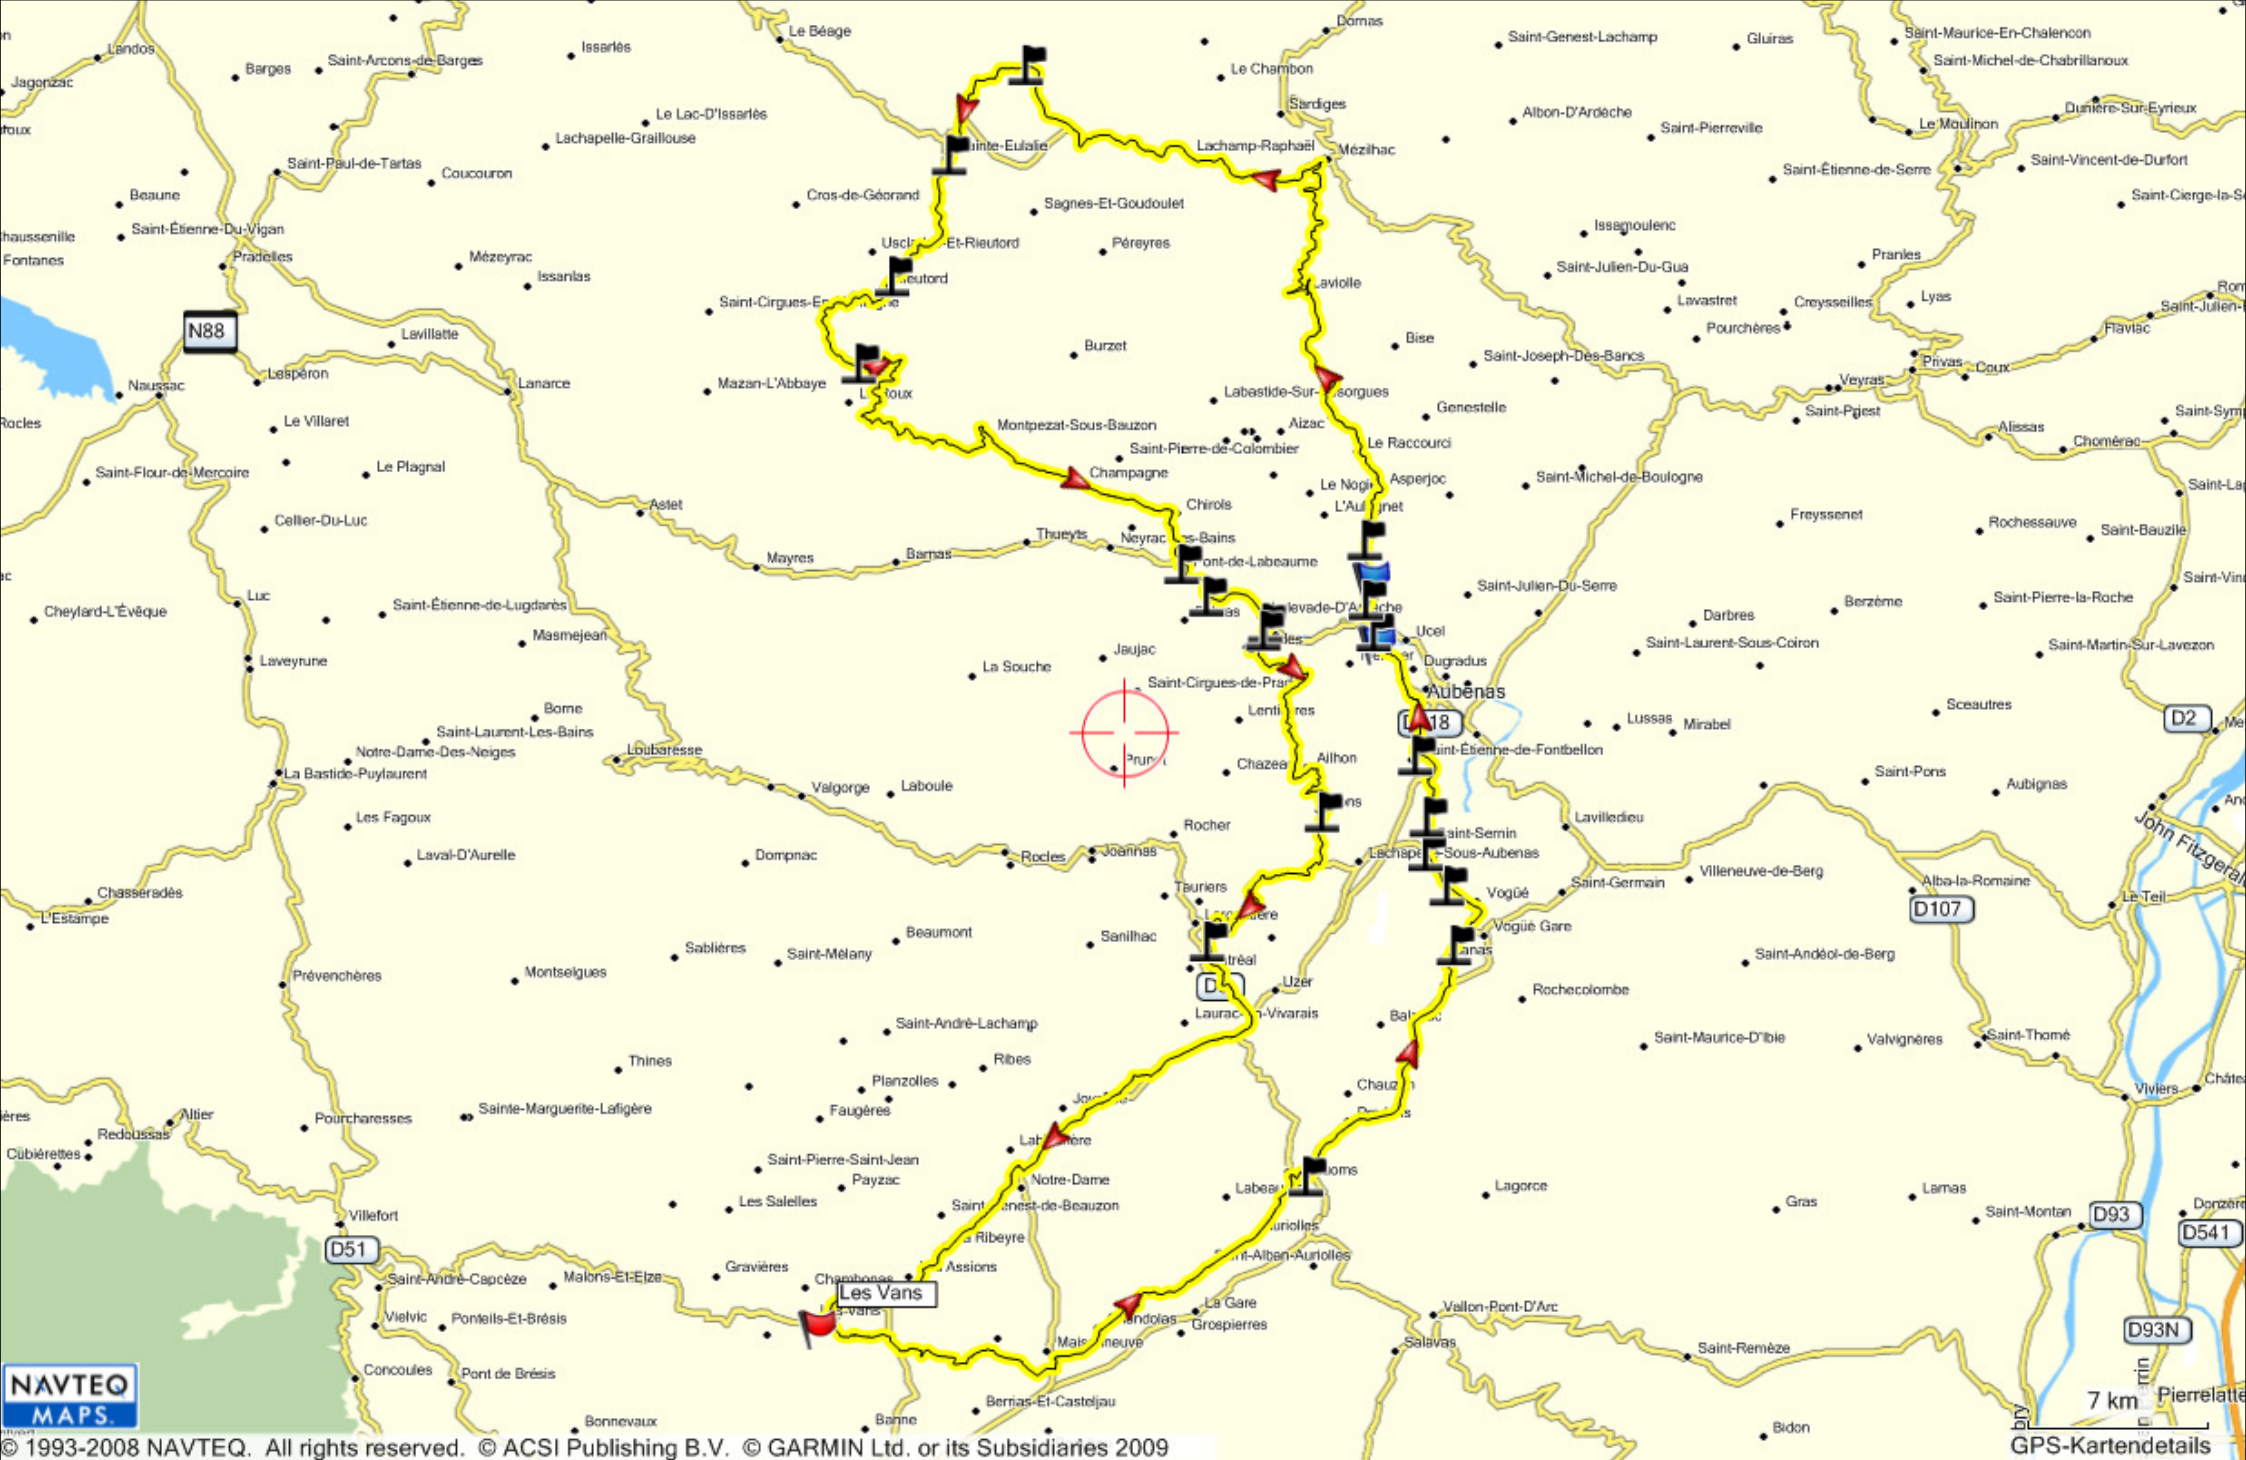 Le Béage
Dornas
Landos
Issarlès
Saint-Genest-Lachamp
Gluiras
Saint-Maurice-En-Chalencon
Barges
Saint-Arcons-de-Barges
Le Chambon
Saint-Michel-de-Chabrillanoux
Jagonzac
Le Lac-D'Issarlès
Sardiges
Albon-D'Ardèche
Dunière-Sur-Eyrieux
Lachapelle-Graillouse
Saint-Pierreville
Le Moulinon
Lachamp-Raphaël
Mézilhac
Saint-Paul-de-Tartas
Coucouron
Saint-Étienne-de-Serre
Saint-Vincent-de-Durfort
Beaune
Cros-de-Géorand
Sagnes-Et-Goudoulet
Saint-Étienne-Du-Vigan
Issamoulenc
Fontanes
Pradelles
Mézeyrac
Péreyres
Pranles
Issanlas
Saint-Julien-Du-Gua
Lavastret
Creysseilles
Lyas
Pourchères
Flaviac
N88
Lavillatte
Burzet
Bise
Saint-Joseph-Des-Bancs
Privas
Coux
Naussac
Lespéron
Lanarce
Mazan-L'Abbaye
Veyras
Genestelle
Saint-Priest
Rocles
Le Villaret
Montpezat-Sous-Bauzon
Aizac
Le Raccourci
Alissas
Chomérac
Saint-Flour-de-Mercoire
Le Plagnal
Saint-Pierre-de-Colombier
Champagne
Asperjoc
Saint-Michel-de-Boulogne
Astet
Chirols
Freyssenet
Rochessauve
Saint-Bauzile
Cellier-Du-Luc
Thueyts
Mayres
Barnas
Luc
Saint-Étienne-de-Lugdarès
Saint-Julien-Du-Serre
Berzème
Saint-Pierre-la-Roche
Cheylard-L'Évêque
Darbres
Masmejean
Ucel
Saint-Laurent-Sous-Coiron
Saint-Martin-Sur-Lavezon
Laveyrune
La Souche
Jaujac
Dugradus
Aubenas
Borne
Lussas
Mirabel
Sceautres
D2
Saint-Laurent-Les-Bains
Notre-Dame-Des-Neiges
Loubaresse
Ailhon
La Bastide-Puylaurent
Valgorge
Laboule
Saint-Pons
Aubignas
Les Fagoux
Rocher
Lavilledieu
John Fitzgeral
Laval-D'Aurelle
Dompnac
Rocles
Joannas
Villeneuve-de-Berg
Tauriers
Vogüé
Saint-Germain
Alba-la-Romaine
Chasseradès
Le Teil
L'Estampe
D107
Beaumont
Sanilhac
Vogüé Gare
Sablières
Saint-Mélany
Saint-Andéol-de-Berg
Prévenchères
Montselgues
Uzer
Rochecolombe
Saint-André-Lachamp
Saint-Maurice-D'Ibie
Valvignères
Saint-Thomé
Thines
Ribes
Planzolles
Viviers
Altier
Pourcharesses
Sainte-Marguerite-Lafigère
Faugères
Redoussas
Cubiérettes
Saint-Pierre-Saint-Jean
Payzac
Notre-Dame
Lagorce
Gras
Larnas
Les Salelles
Saint-Montan
D93
Villefort
D541
D51
Gravières
Saint-André-Capcèze
Malons-Et-Elze
Chambonas
Les Vans
La Gare
Vallon-Pont-D'Arc
Vielvic
Ponteils-Et-Brésis
Grospierres
D93N
Salavas
Saint-Remèze
Concoules
Pont de Brésis
NAVTEQ
MAPS.
Berrias-Et-Casteljau
7 km
Pierrelatte
Bonnevaux
Banne
Bidon
© 1993-2008 NAVTEQ. All rights reserved. © ACSI Publishing B.V. © GARMIN Ltd. or its Subsidiaries 2009
GPS-Kartendetails